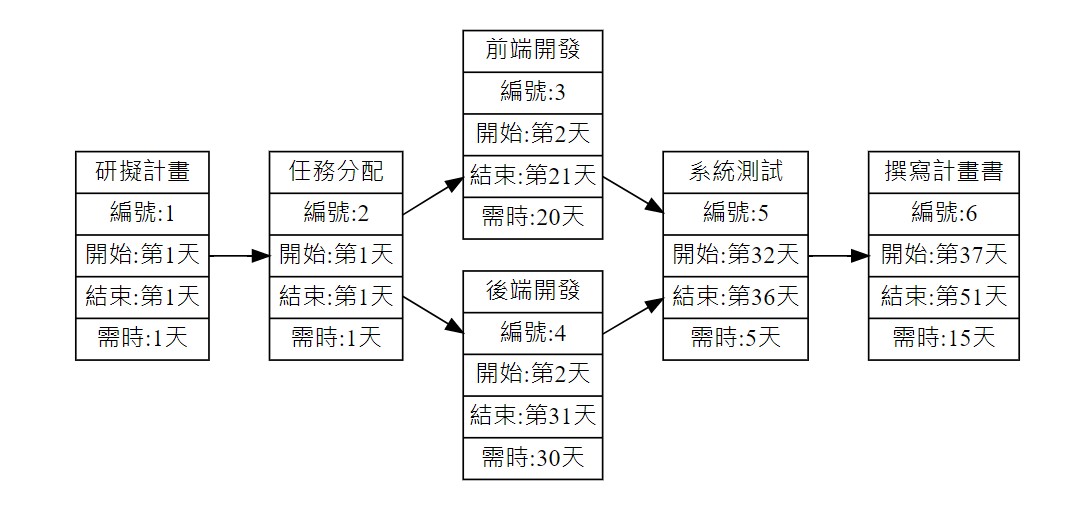 研擬計畫
編號:1
開始:第1天
結束:第1天
需時:1天
任務分配
編號:2
開始:第1天
結束:第1天
需時:1天
前端開發
編號:3
開始:第2天
結束:第21天
需時:20天
後端開發
編號:4
開始:第2天
結束:第31天
需時:30天
系統測試
編號:5
開始:第32天
結束:第36天
需時:5天
撰寫計畫書
編號:6
開始:第37天
結束:第51天
需時:15天